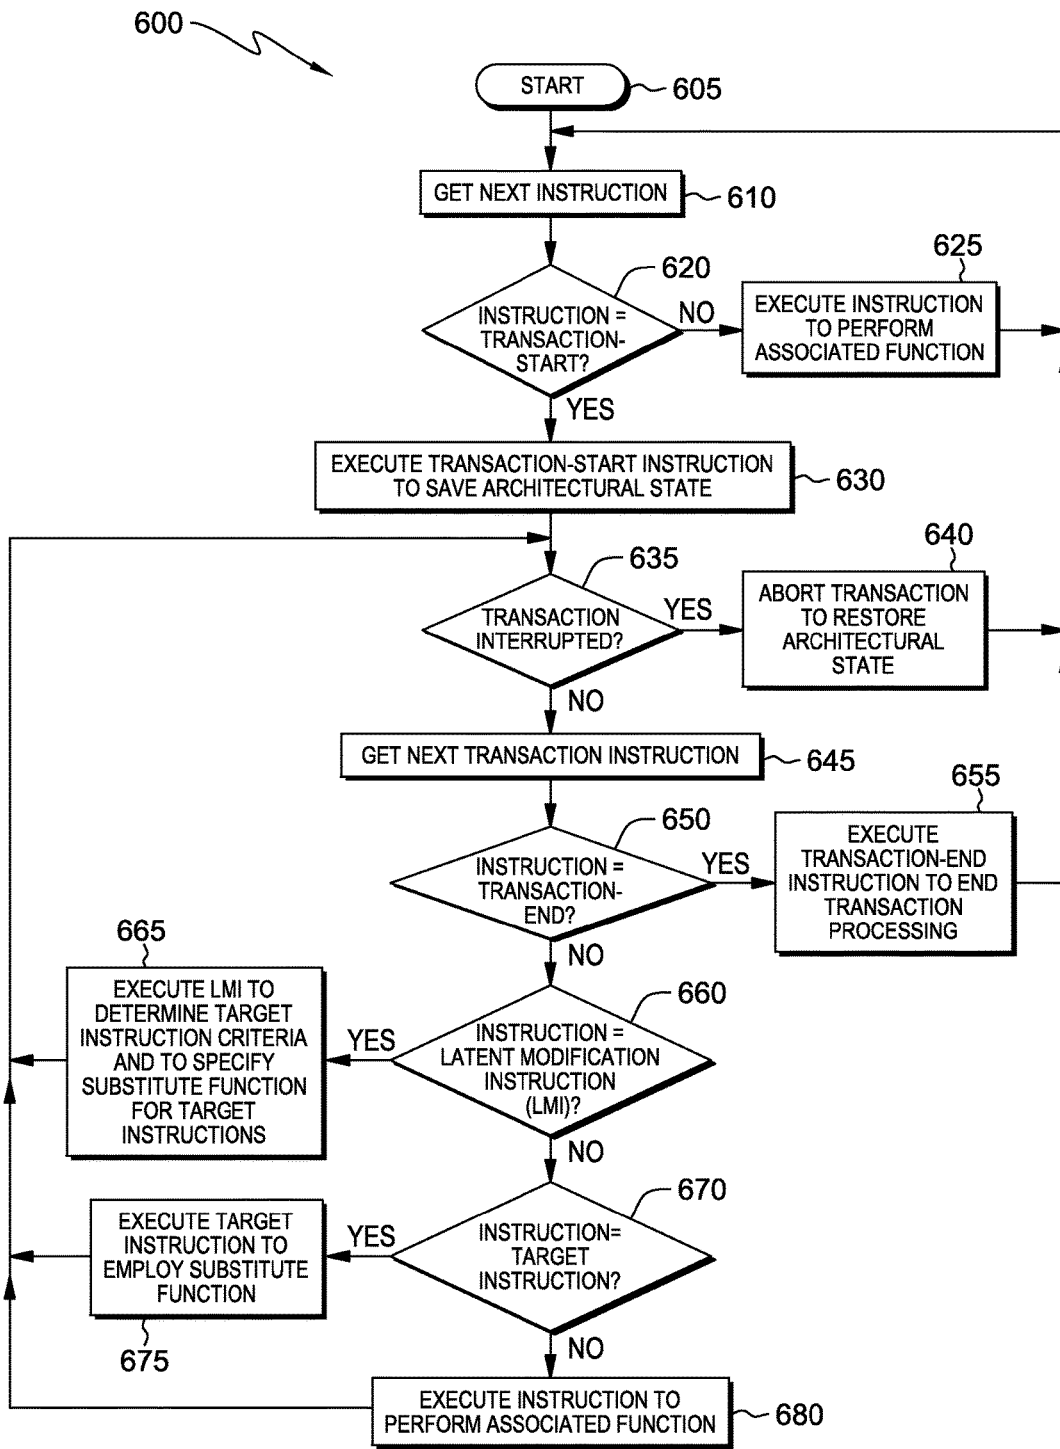 600
START
605
GET NEXT INSTRUCTION
610
620
INSTRUCTION =
TRANSACTION-
START?
NO
625
EXECUTE INSTRUCTION
TO PERFORM
ASSOCIATED FUNCTION
YES
EXECUTE TRANSACTION-START INSTRUCTION
TO SAVE ARCHITECTURAL STATE
630
635
TRANSACTION
INTERRUPTED?
YES
640
ABORT TRANSACTION
TO RESTORE
ARCHITECTURAL
STATE
NO
GET NEXT TRANSACTION INSTRUCTION
645
650
INSTRUCTION =
TRANSACTION-
END?
YES
655
EXECUTE
TRANSACTION-END
INSTRUCTION TO END
TRANSACTION
PROCESSING
NO
660
INSTRUCTION =
LATENT MODIFICATION
INSTRUCTION
(LMI)?
YES
665
EXECUTE LMI TO
DETERMINE TARGET
INSTRUCTION CRITERIA
AND TO SPECIFY
SUBSTITUTE FUNCTION
FOR TARGET
INSTRUCTIONS
NO
670
INSTRUCTION=
TARGET
INSTRUCTION?
YES
EXECUTE TARGET
INSTRUCTION TO
EMPLOY SUBSTITUTE
FUNCTION
675
NO
EXECUTE INSTRUCTION TO
PERFORM ASSOCIATED FUNCTION
680